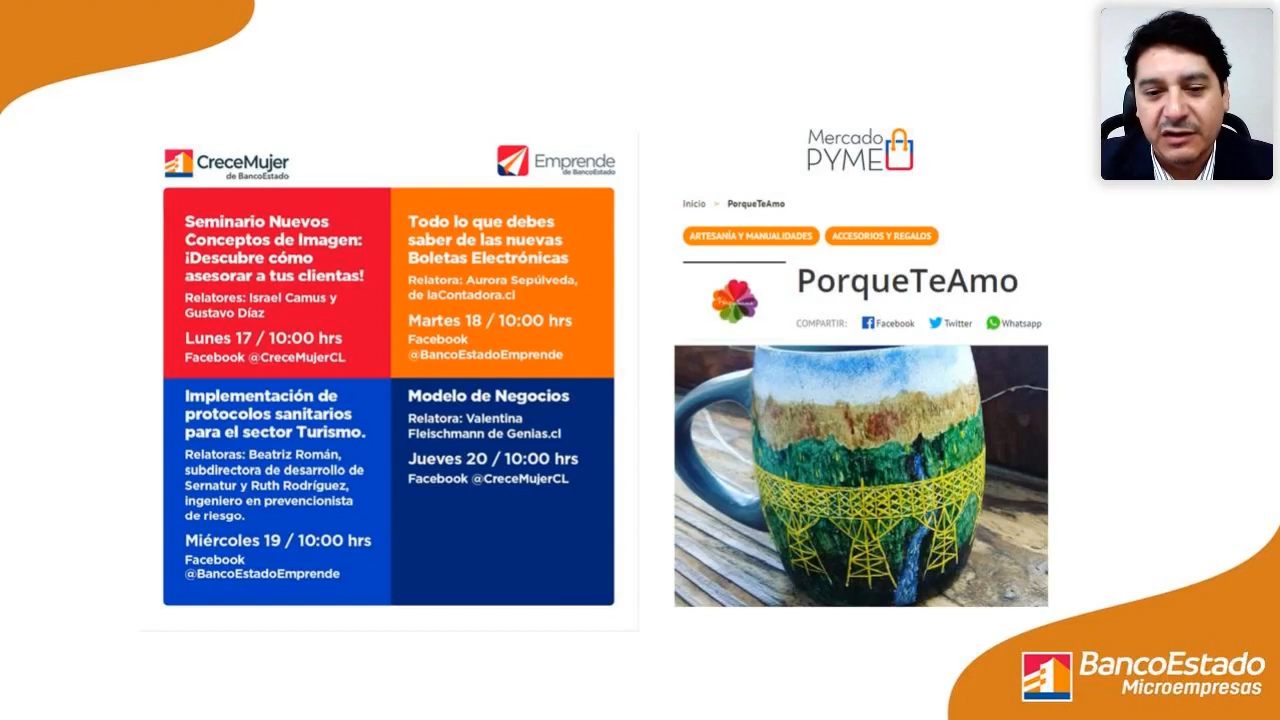 CreceMujer
de BancoEstado
Emprende
de BancoEstado
Seminario Nuevos
Conceptos de Imagen:
¡Descubre cómo
asesorar a tus clientas!
Relatores: Israel Camus y
Gustavo Díaz
Lunes 17 / 10:00 hrs
Facebook @CreceMujerCL
Todo lo que debes
saber de las nuevas
Boletas Electrónicas
Relatora: Aurora Sepúlveda,
de laContadora.cl
Martes 18 / 10:00 hrs
Facebook
@BancoEstadoEmprende
Implementación de
protocolos sanitarios
para el sector Turismo.
Relatoras: Beatriz Román,
subdirectora de desarrollo de
Sernatur y Ruth Rodríguez,
ingeniero en prevencionista
de riesgo.
Miércoles 19 / 10:00 hrs
Facebook
@BancoEstadoEmprende
Modelo de Negocios
Relatora: Valentina
Fleischmann de Genias.cl
Jueves 20 / 10:00 hrs
Facebook @CreceMujerCL
Mercado
PYME
Inicio > PorqueTeAmo
ARTESANÍA Y MANUALIDADES ACCESORIOS Y REGALOS
PorqueTeAmo
COMPARTIR: Facebook Twitter Whatsapp
BancoEstado
Microempresas